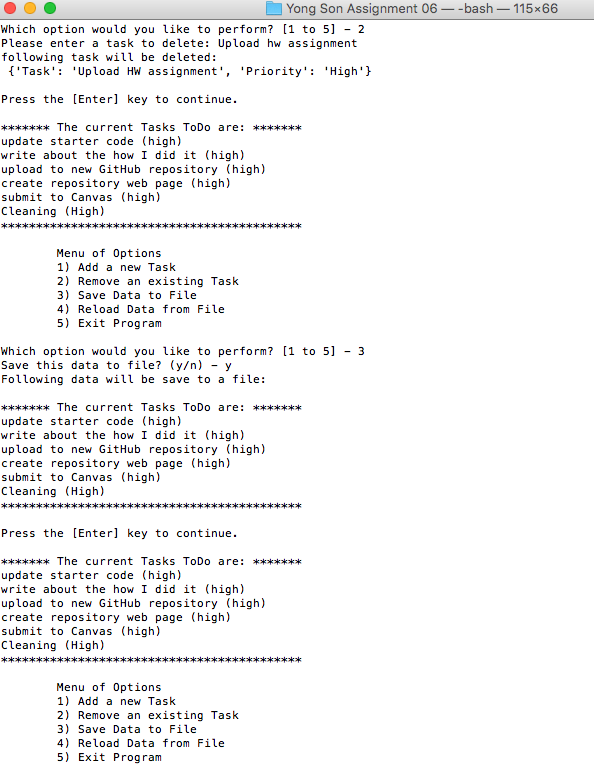 Yong Son Assignment 06 — -bash — 115×66
Which option would you like to perform? [1 to 5] - 2
Please enter a task to delete: Upload hw assignment
following task will be deleted:
 {'Task': 'Upload HW assignment', 'Priority': 'High'}

Press the [Enter] key to continue.

******* The current Tasks ToDo are: *******
update starter code (high)
write about the how I did it (high)
upload to new GitHub repository (high)
create repository web page (high)
submit to Canvas (high)
Cleaning (High)
*******************************************

        Menu of Options
        1) Add a new Task
        2) Remove an existing Task
        3) Save Data to File
        4) Reload Data from File
        5) Exit Program

Which option would you like to perform? [1 to 5] - 3
Save this data to file? (y/n) - y
Following data will be save to a file:

******* The current Tasks ToDo are: *******
update starter code (high)
write about the how I did it (high)
upload to new GitHub repository (high)
create repository web page (high)
submit to Canvas (high)
Cleaning (High)
*******************************************

Press the [Enter] key to continue.

******* The current Tasks ToDo are: *******
update starter code (high)
write about the how I did it (high)
upload to new GitHub repository (high)
create repository web page (high)
submit to Canvas (high)
Cleaning (High)
*******************************************

        Menu of Options
        1) Add a new Task
        2) Remove an existing Task
        3) Save Data to File
        4) Reload Data from File
        5) Exit Program